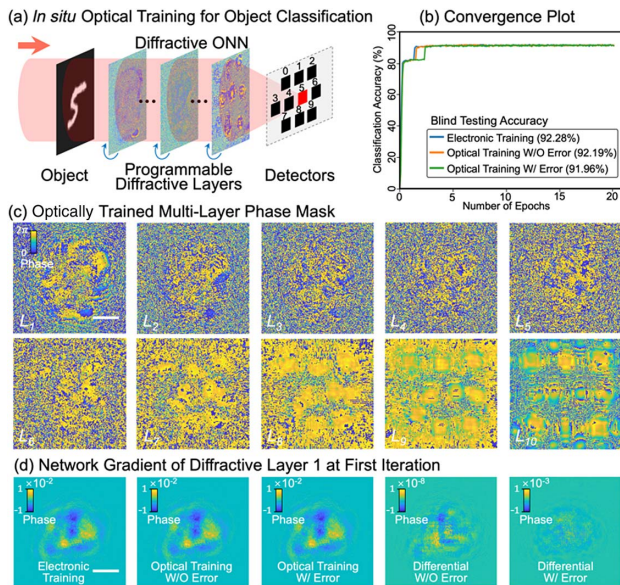 (a) In situ Optical Training for Object Classification
Diffractive ONN
0 1 2
3 4 5 6
7 8 9
Object
Programmable
Diffractive Layers
Detectors
(b) Convergence Plot
Classification Accuracy (%)
100
80
60
40
20
0
Blind Testing Accuracy
Electronic Training (92.28%)
Optical Training W/O Error (92.19%)
Optical Training W/ Error (91.96%)
0 5 10 15 20
Number of Epochs
(c) Optically Trained Multi-Layer Phase Mask
2π
0
Phase
L1 L2 L3 L4 L5
L6 L7 L8 L9 L10
(d) Network Gradient of Diffractive Layer 1 at First Iteration
×10-2 ×10-2 ×10-2 ×10-8 ×10-3
1 1 1 1 1
-1 -1 -1 -1 -1
Phase Phase Phase Phase Phase
Electronic Training
Optical Training W/O Error
Optical Training W/ Error
Differential W/O Error
Differential W/ Error